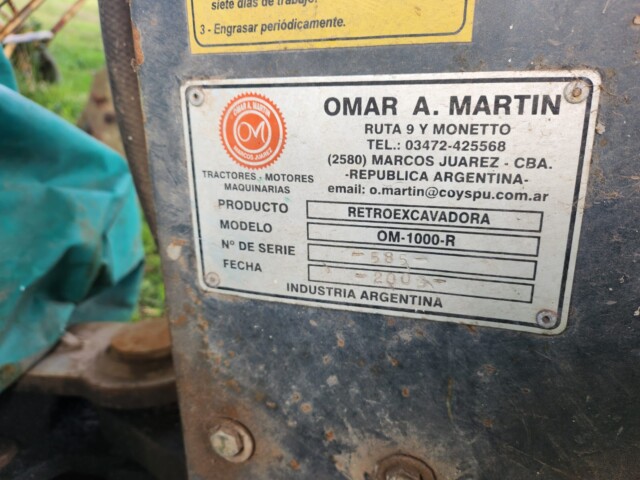 siete días de trabajo.
3 - Engrasar periódicamente.
OMAR A. MARTIN
OM
MARCOS JUAREZ
TRACTORES - MOTORES
MAQUINARIAS
OMAR A. MARTIN
RUTA 9 Y MONETTO
TEL.: 03472-425568
(2580) MARCOS JUAREZ - CBA.
-REPUBLICA ARGENTINA-
email: o.martin@coyspu.com.ar
PRODUCTO RETROEXCAVADORA
MODELO OM-1000-R
Nº DE SERIE -585-
FECHA
INDUSTRIA ARGENTINA